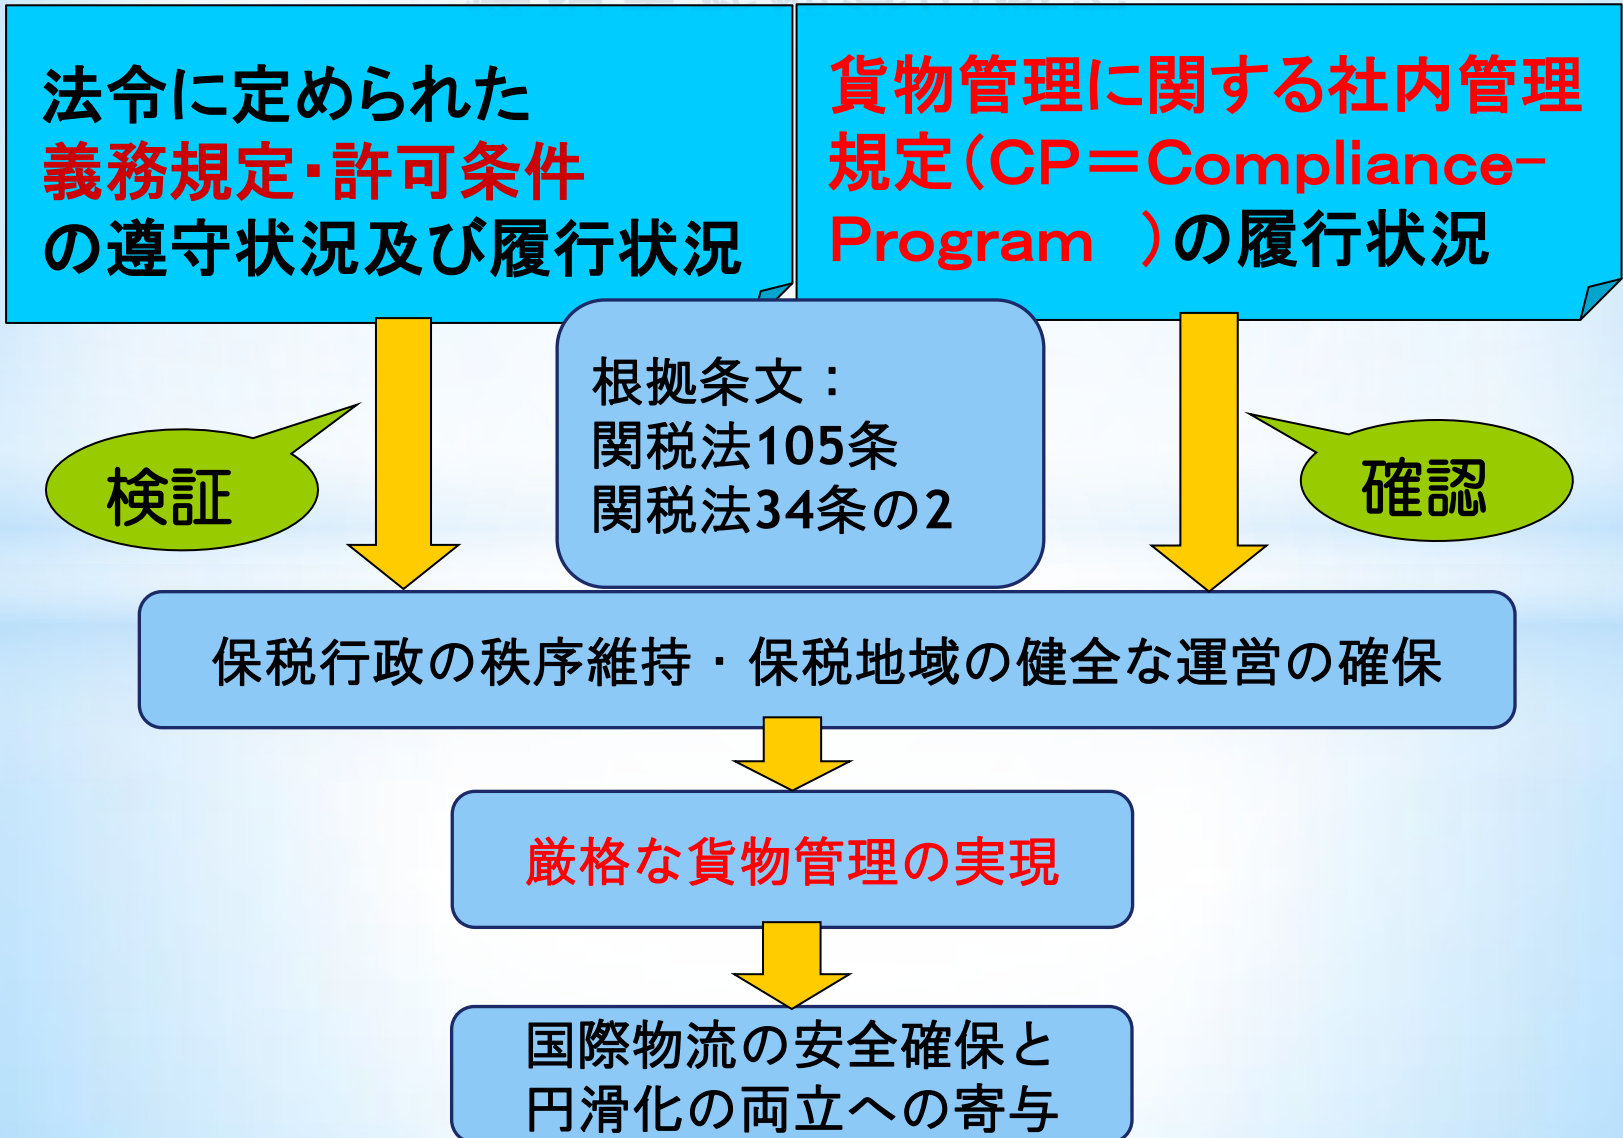 法令に定められた
義務規定・許可条件
の遵守状況及び履行状況
貨物管理に関する社内管理
規定（CP＝Compliance-
Program　）の履行状況
根拠条文：
関税法105条
関税法34条の2
検証
確認
保税行政の秩序維持・保税地域の健全な運営の確保
厳格な貨物管理の実現
国際物流の安全確保と
円滑化の両立への寄与